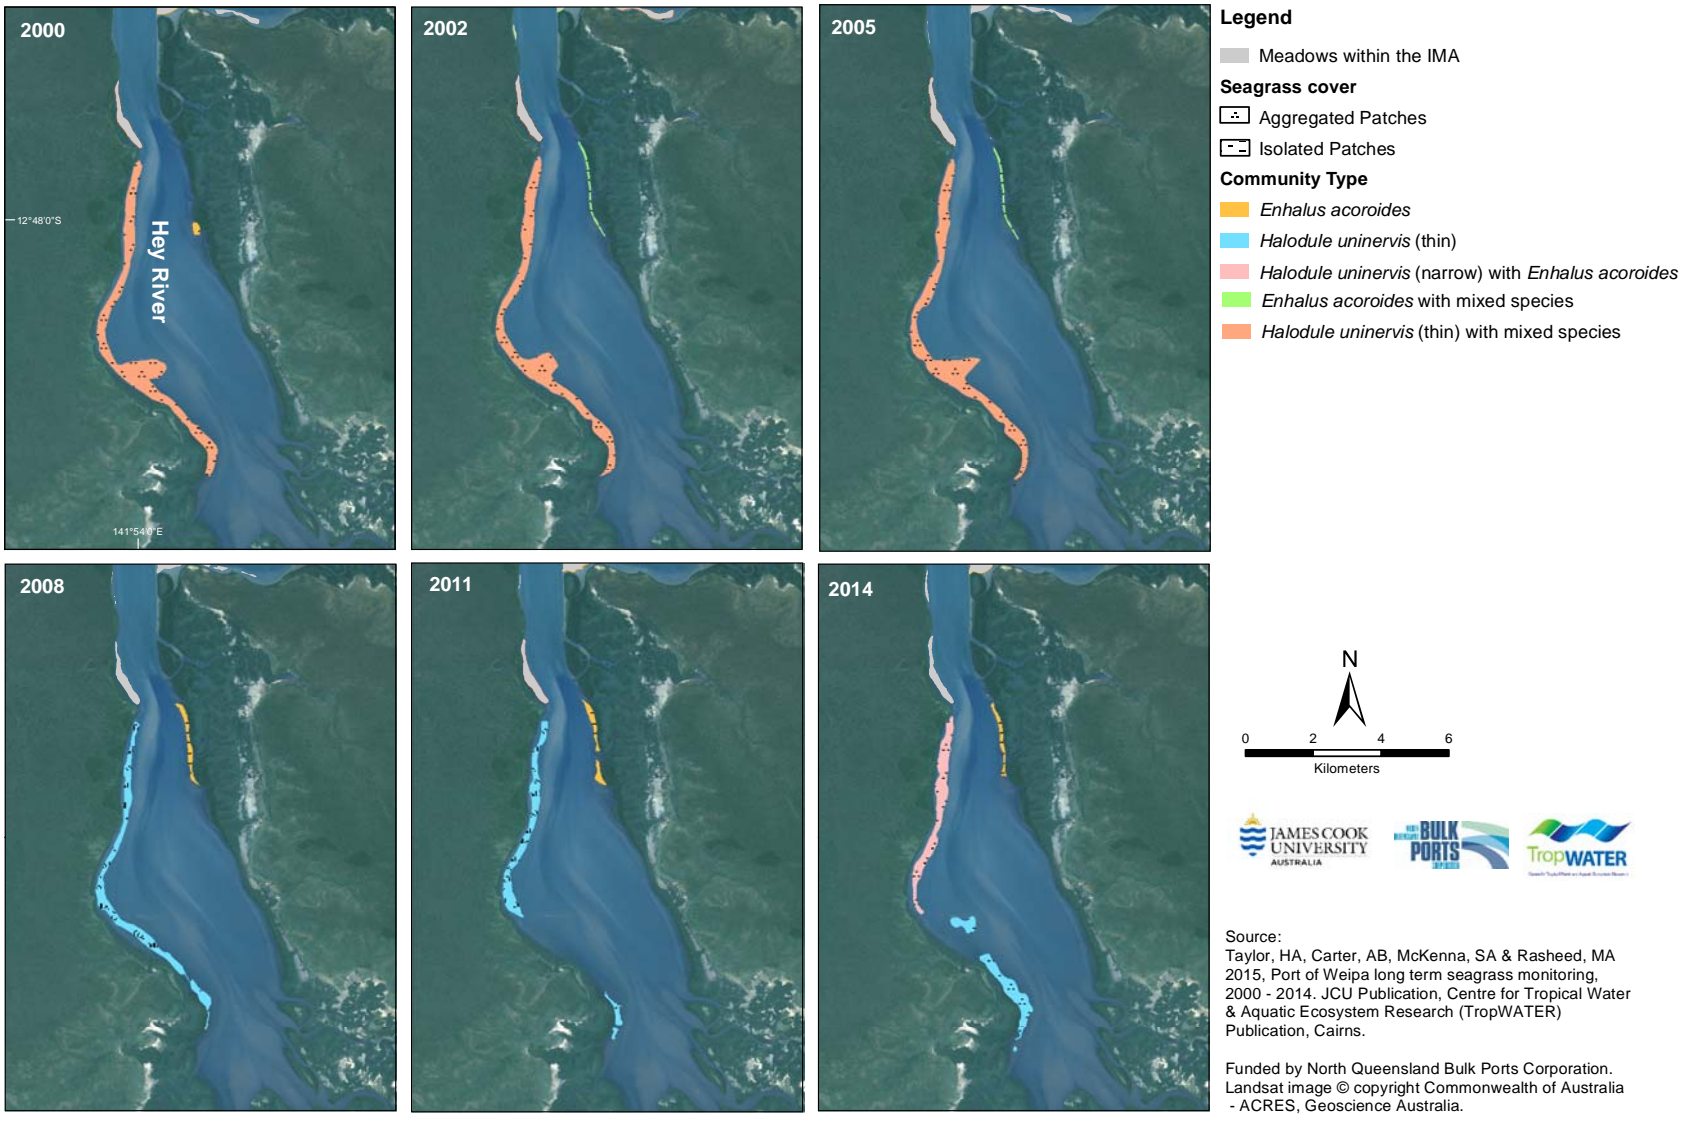 2000
2002
2005
12°48'0"S
Hey River
141°54'0"E
2008
2011
2014
Legend
Meadows within the IMA
Seagrass cover
Aggregated Patches
Isolated Patches
Community Type
Enhalus acoroides
Halodule uninervis (thin)
Halodule uninervis (narrow) with Enhalus acoroides
Enhalus acoroides with mixed species
Halodule uninervis (thin) with mixed species
N
0 2 4 6
Kilometers
JAMES COOK
UNIVERSITY
AUSTRALIA
BULK
PORTS
TropWATER
Source:
Taylor, HA, Carter, AB, McKenna, SA & Rasheed, MA
2015, Port of Weipa long term seagrass monitoring,
2000 - 2014. JCU Publication, Centre for Tropical Water
& Aquatic Ecosystem Research (TropWATER)
Publication, Cairns.
Funded by North Queensland Bulk Ports Corporation.
Landsat image © copyright Commonwealth of Australia
- ACRES, Geoscience Australia.